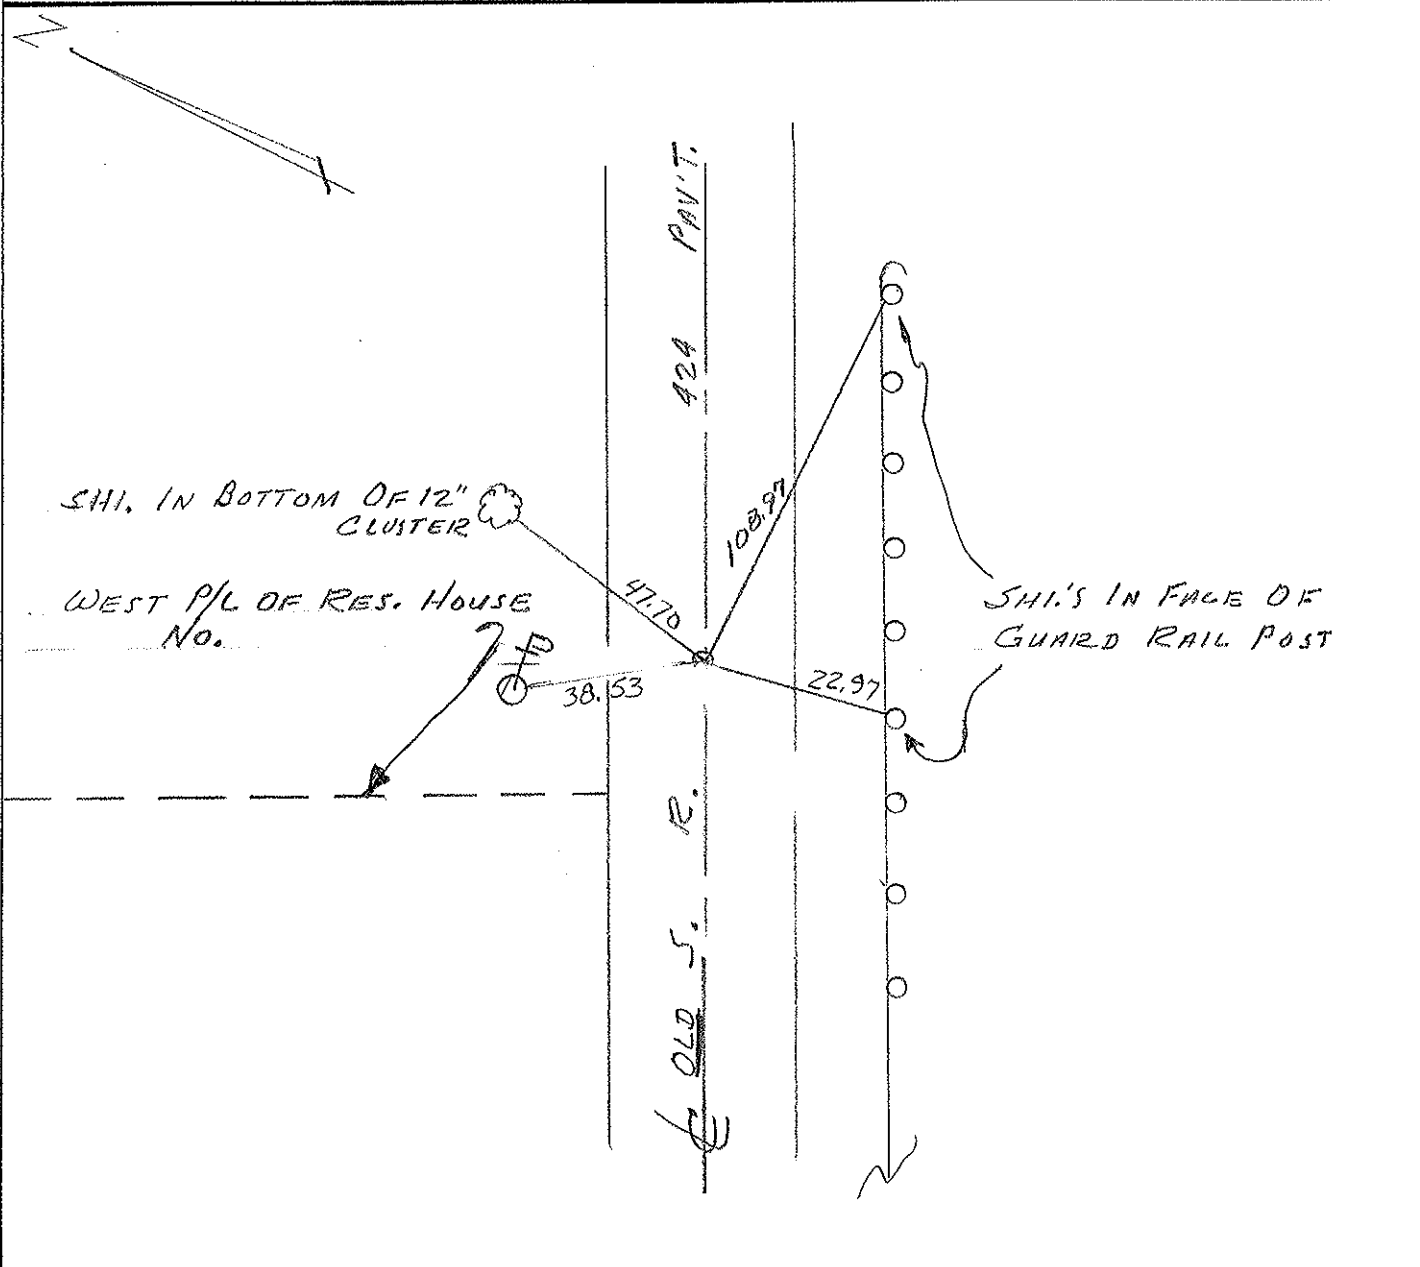 N
OLD S. R. 424 PAV'T.
SHI. IN BOTTOM OF 12"
CLUSTER
108.97
47.70
WEST P/L OF RES. HOUSE
NO.
SHI.'S IN FACE OF
GUARD RAIL POST
38.53
22.97